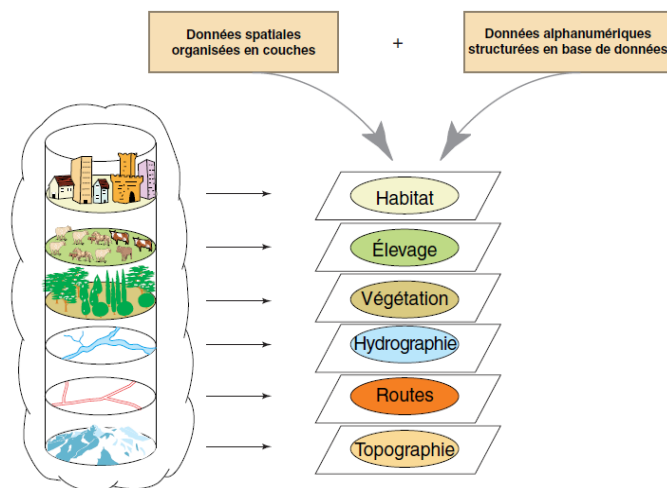 Données spatiales
organisées en couches
+
Données alphanumériques
structurées en base de données
Habitat
Élevage
Végétation
Hydrographie
Routes
Topographie